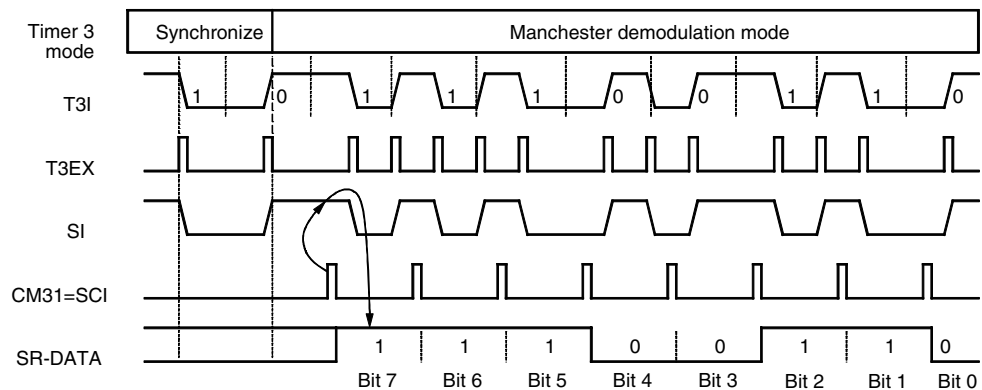 Timer 3 mode Synchronize Manchester demodulation mode
T3I 1 0 1 1 1 0 0 1 1 0
T3EX
SI
CM31=SCI
SR-DATA 1 1 1 0 0 1 1 0
Bit 7 Bit 6 Bit 5 Bit 4 Bit 3 Bit 2 Bit 1 Bit 0